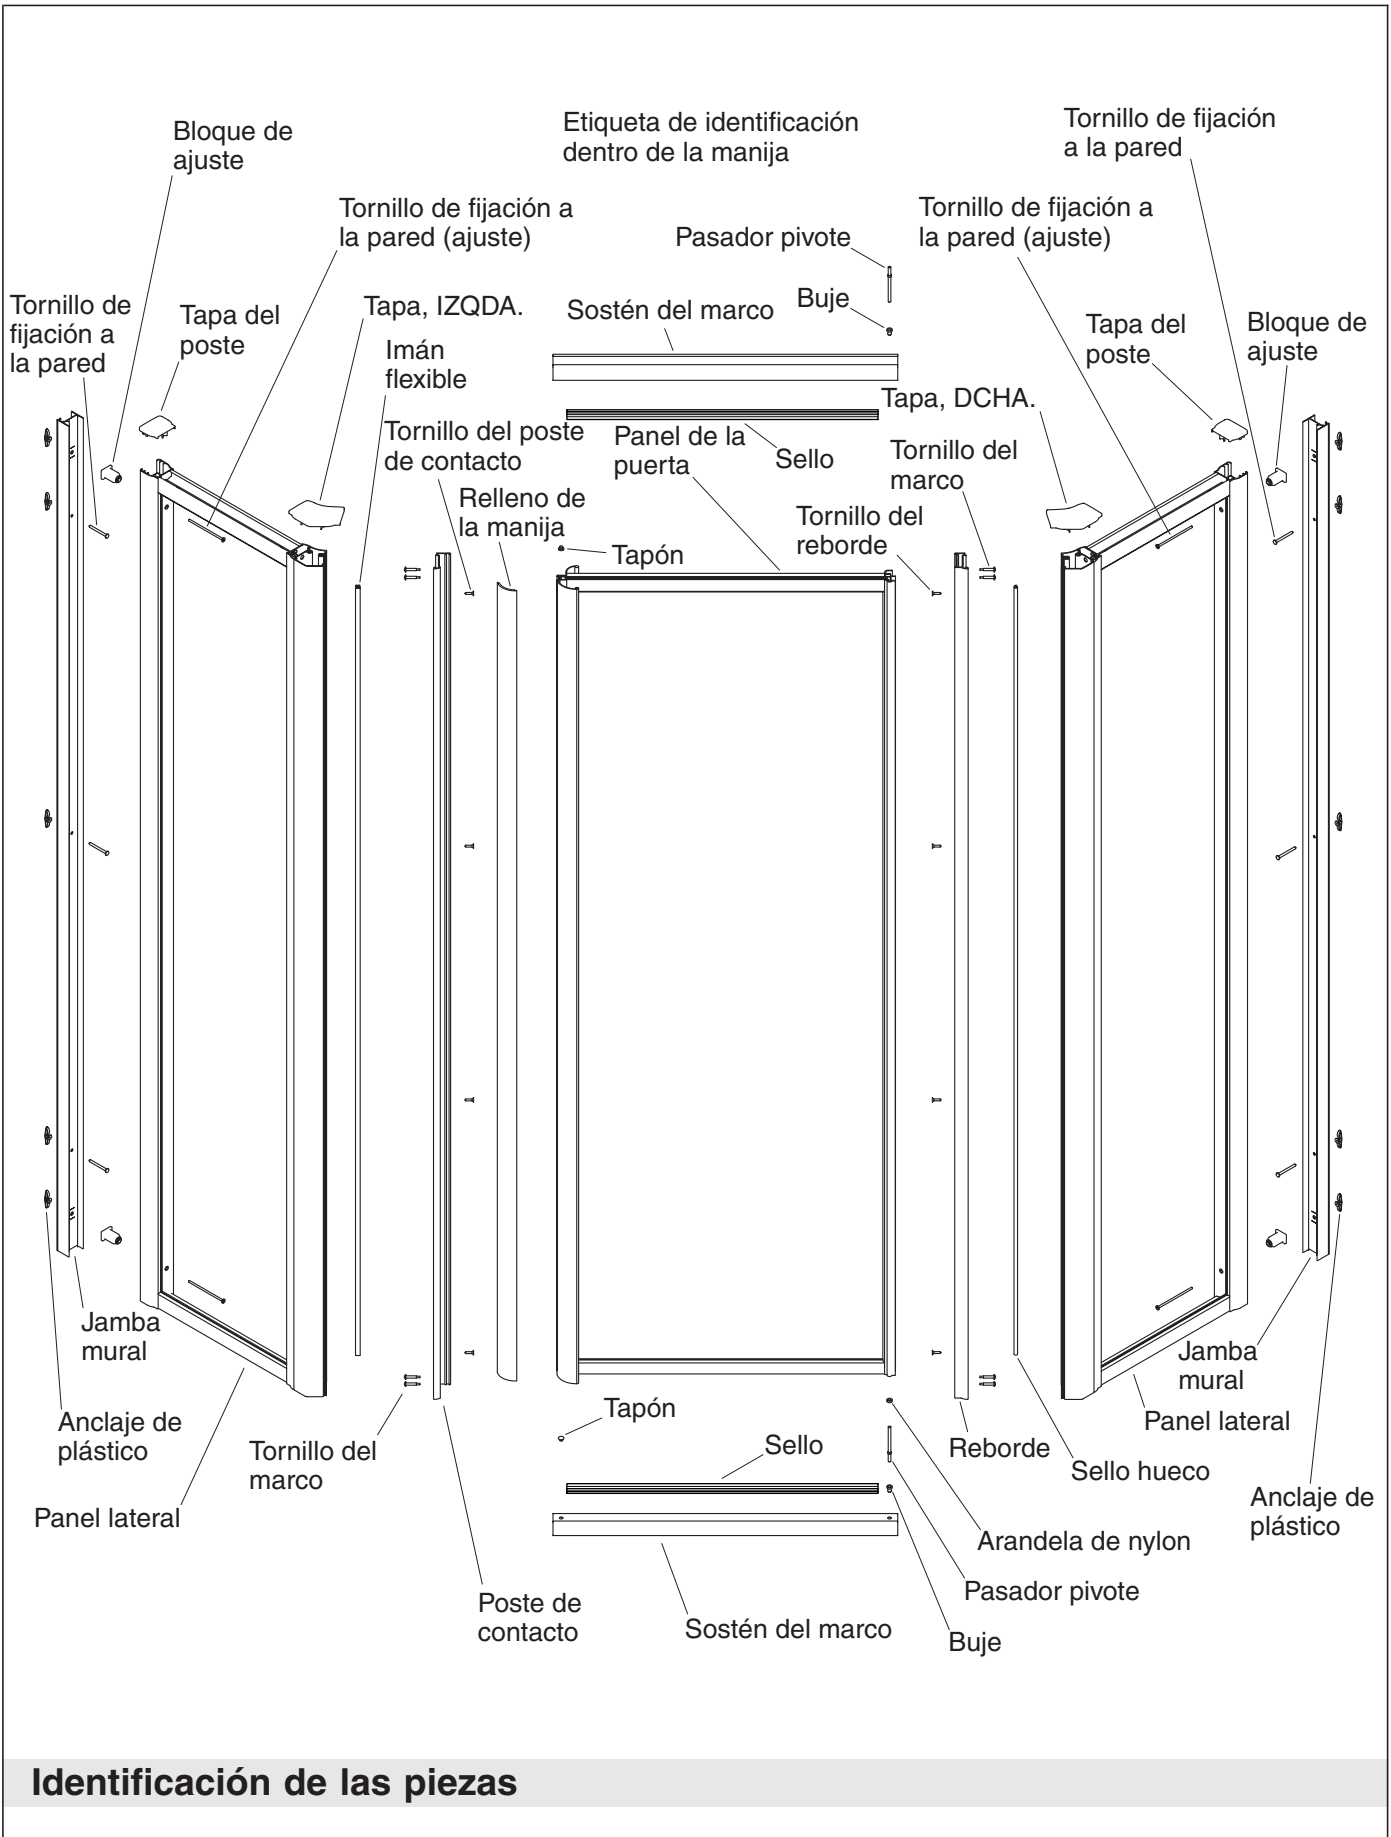 Bloque de
ajuste
Etiqueta de identificación
dentro de la manija
Tornillo de fijación
a la pared
Tornillo de fijación a
la pared (ajuste)
Pasador pivote
Tornillo de fijación a
la pared (ajuste)
Tornillo de
fijación a
la pared
Tapa del
poste
Tapa, IZQDA.
Imán
flexible
Sostén del marco
Buje
Tapa del
poste
Bloque de
ajuste
Tapa, DCHA.
Tornillo del poste
de contacto
Panel de la
puerta
Sello
Tornillo del
marco
Relleno de
la manija
Tapón
Tornillo del
reborde
Jamba
mural
Jamba
mural
Anclaje de
plástico
Tornillo del
marco
Tapón
Sello
Reborde
Panel lateral
Sello hueco
Panel lateral
Anclaje de
plástico
Arandela de nylon
Pasador pivote
Poste de
contacto
Sostén del marco
Buje
Identificación de las piezas